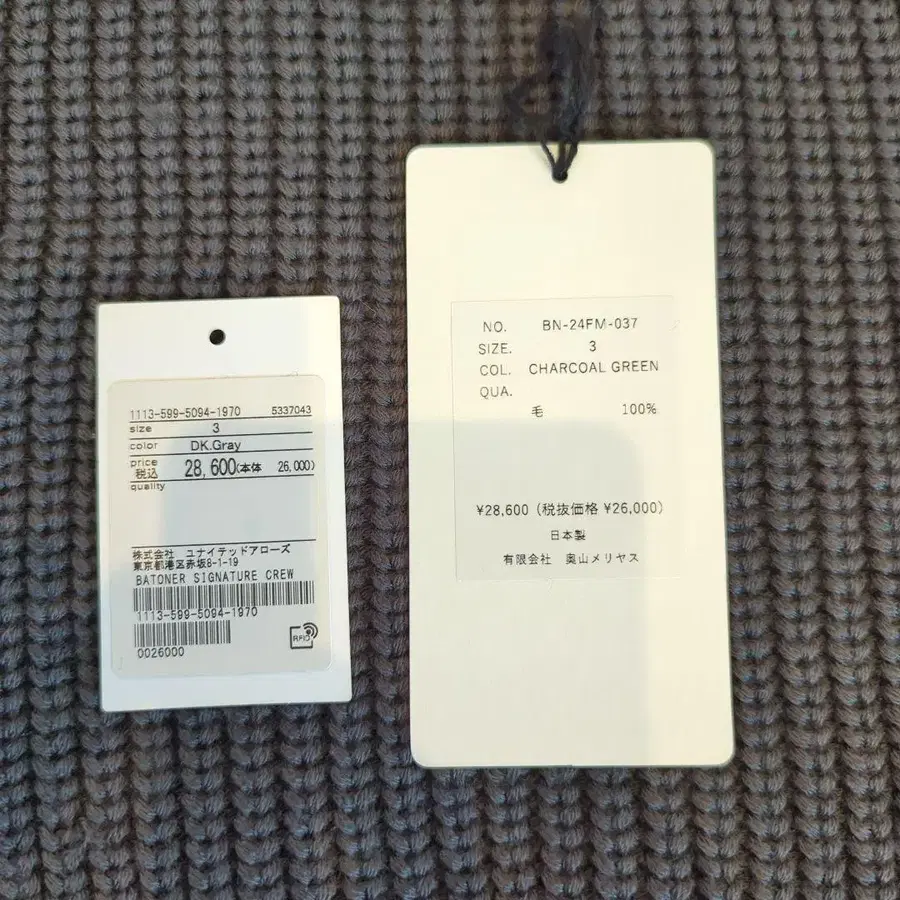 1113-599-5094-1970 5337043
size 3
color DK.Gray
price
税込 28,600(本体 26,000)
quality
株式会社 ユナイテッドアローズ
東京都港区赤坂8-1-19
BATONER SIGNATURE CREW
1113-599-5094-1970
0026000
RFID
NO. BN-24FM-037
SIZE. 3
COL. CHARCOAL GREEN
QUA.
毛 100%
¥28,600 (税抜価格 ¥26,000)
日本製
有限会社 奥山メリヤス